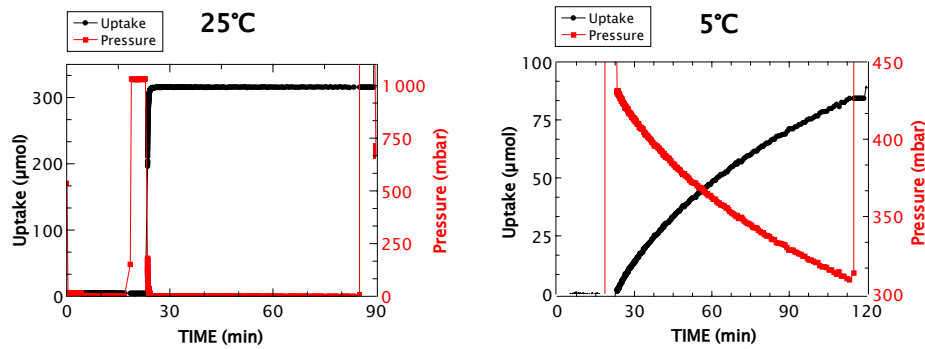 Uptake
Pressure
25°C
300
200
100
0
Uptake (µmol)
1 000
750
500
250
0
Pressure (mbar)
0 30 60 90
TIME (min)
Uptake
Pressure
5°C
100
75
50
25
0
Uptake (µmol)
450
400
350
300
Pressure (mbar)
0 30 60 90 120
TIME (min)